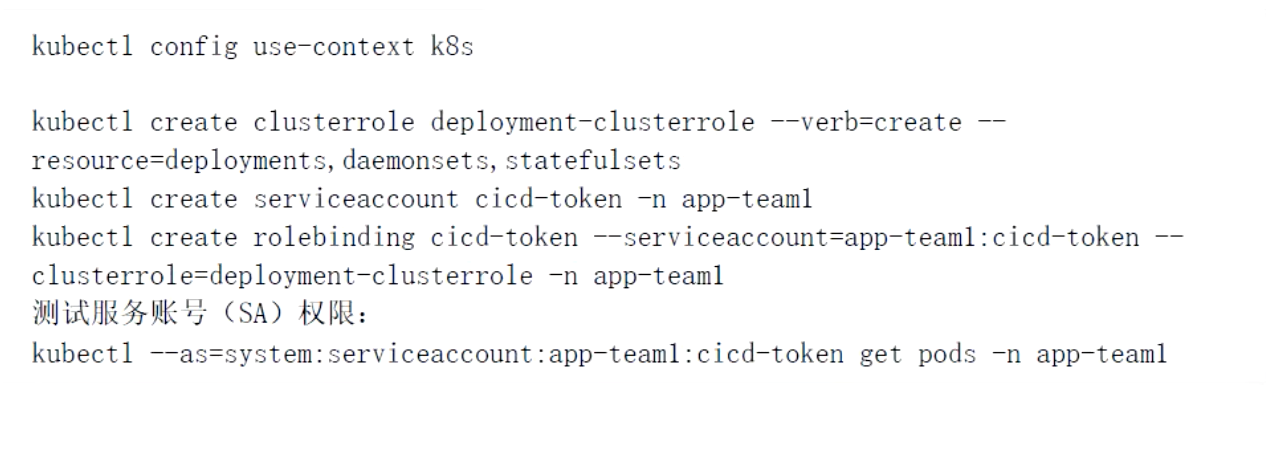 kubectl config use-context k8s
kubectl create clusterrole deployment-clusterrole --verb=create --
resource=deployments,daemonsets,statefulsets
kubectl create serviceaccount cicd-token -n app-team1
kubectl create rolebinding cicd-token --serviceaccount=app-team1:cicd-token --
clusterrole=deployment-clusterrole -n app-team1
测试服务账号（SA）权限：
kubectl --as=system:serviceaccount:app-team1:cicd-token get pods -n app-team1